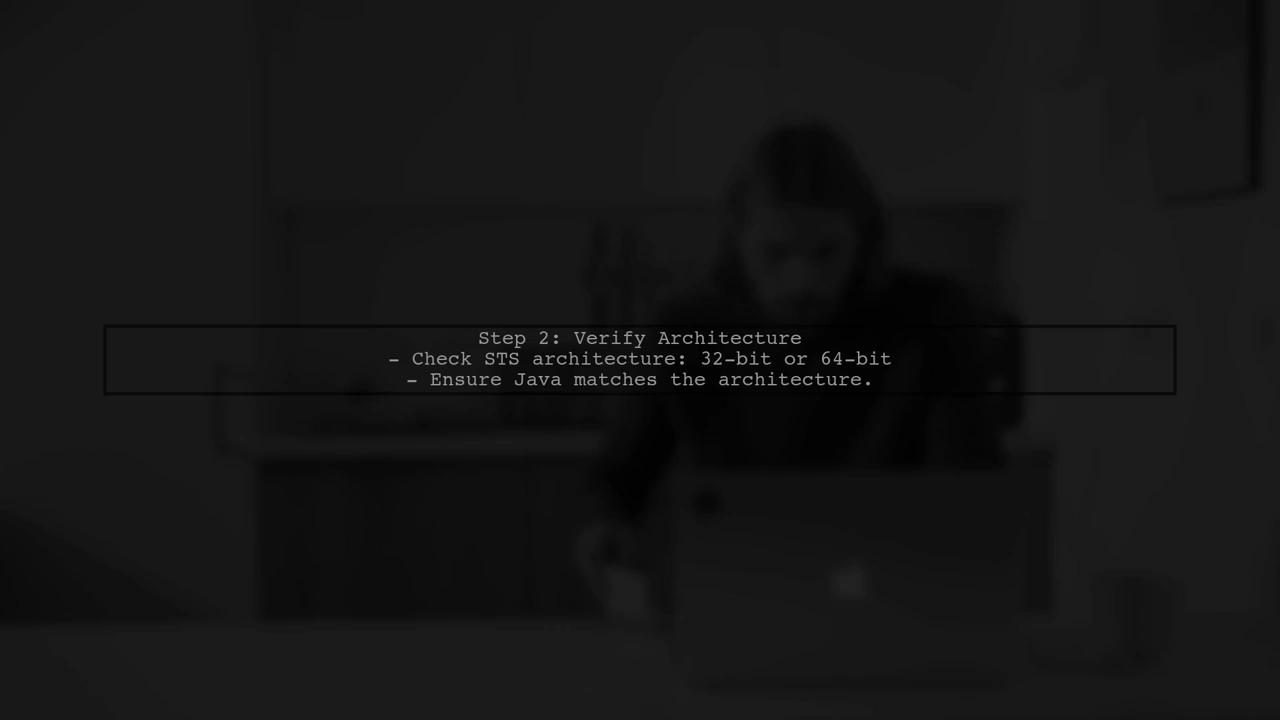 Step 2: Verify Architecture
- Check STS architecture: 32-bit or 64-bit
- Ensure Java matches the architecture.